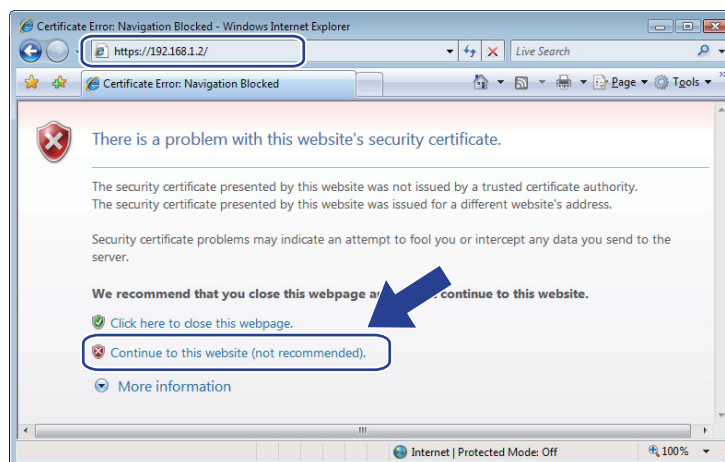 Certificate Error: Navigation Blocked - Windows Internet Explorer
https://192.168.1.2/
Live Search
Certificate Error: Navigation Blocked
Page
Tools
There is a problem with this website's security certificate.
The security certificate presented by this website was not issued by a trusted certificate authority.
The security certificate presented by this website was issued for a different website's address.
Security certificate problems may indicate an attempt to fool you or intercept any data you send to the
server.
We recommend that you close this webpage continue to this website.
Click here to close this webpage.
Continue to this website (not recommended).
More information
Internet | Protected Mode: Off
100%